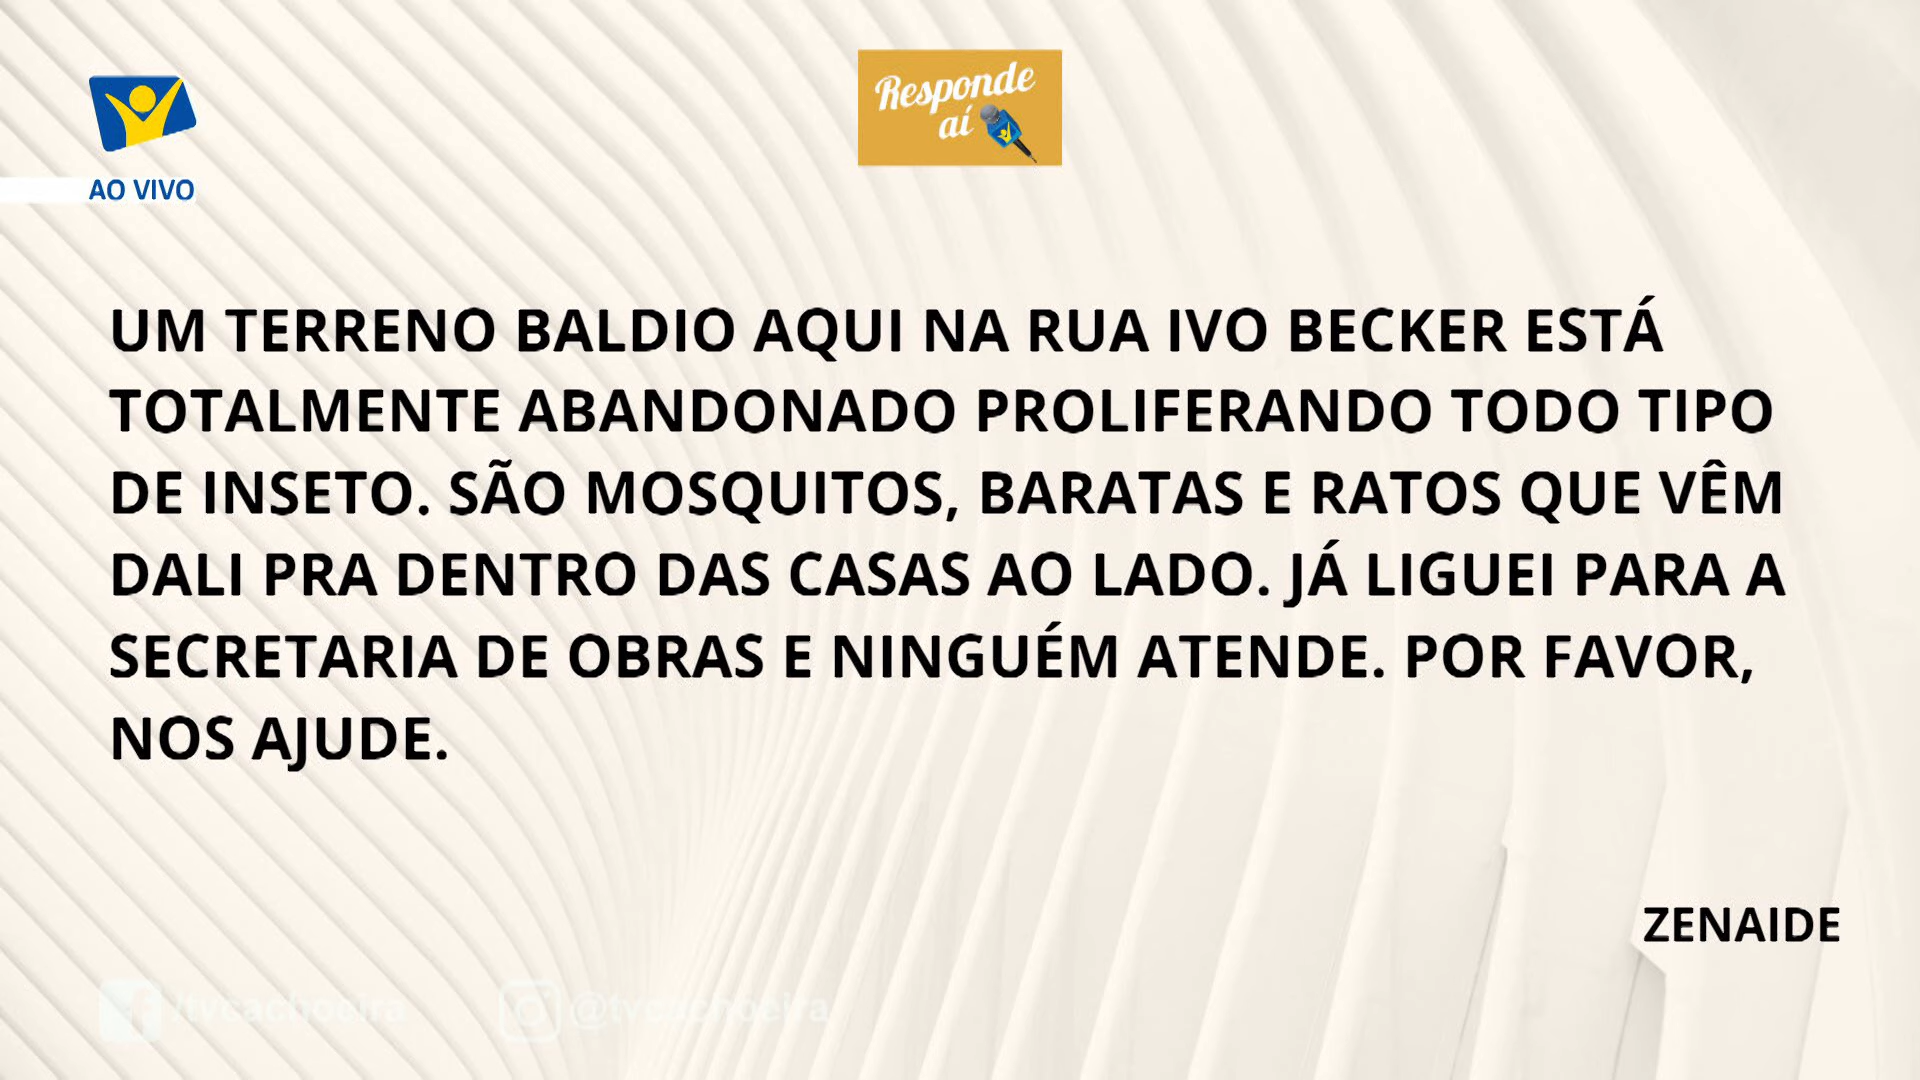 Responde
aí
AO VIVO
UM TERRENO BALDIO AQUI NA RUA IVO BECKER ESTÁ
TOTALMENTE ABANDONADO PROLIFERANDO TODO TIPO
DE INSETO. SÃO MOSQUITOS, BARATAS E RATOS QUE VÊM
DALI PRA DENTRO DAS CASAS AO LADO. JÁ LIGUEI PARA A
SECRETARIA DE OBRAS E NINGUÉM ATENDE. POR FAVOR,
NOS AJUDE.
ZENAIDE
/tvcachoeira @tvcachoeira